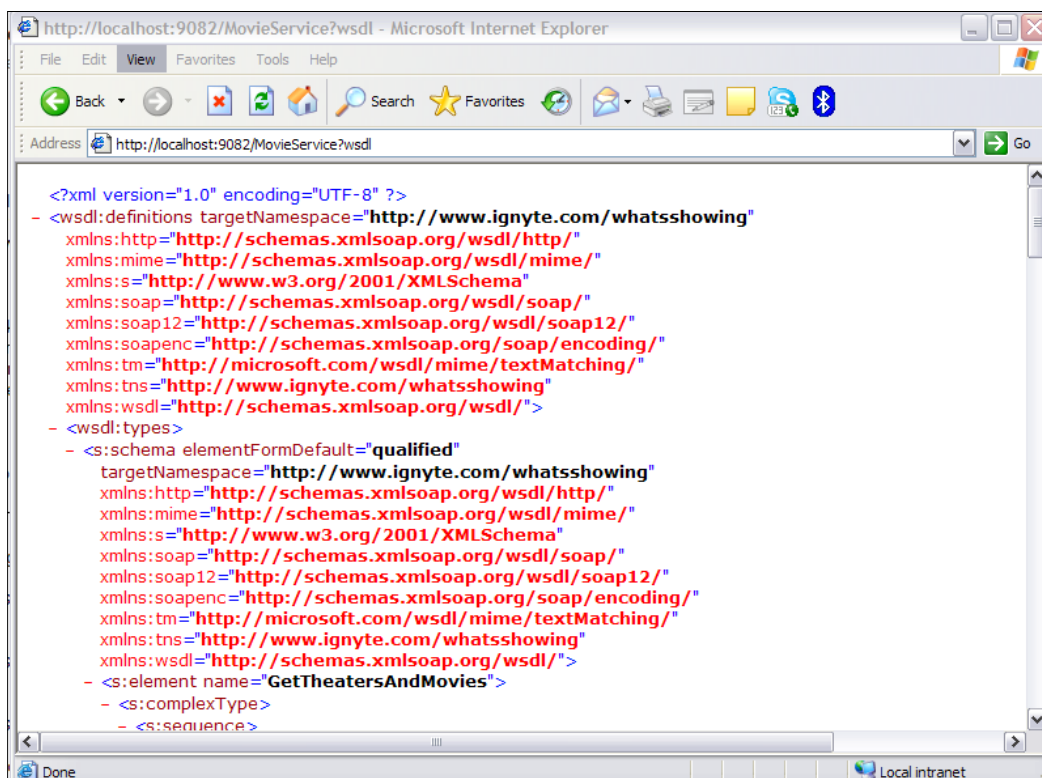 http://localhost:9082/MovieService?wsdl - Microsoft Internet Explorer
File Edit View Favorites Tools Help
Back Search Favorites 123
Address http://localhost:9082/MovieService?wsdl Go
<?xml version="1.0" encoding="UTF-8" ?>
- <wsdl:definitions targetNamespace="http://www.ignyte.com/whatsshowing"
xmlns:http="http://schemas.xmlsoap.org/wsdl/http/"
xmlns:mime="http://schemas.xmlsoap.org/wsdl/mime/"
xmlns:s="http://www.w3.org/2001/XMLSchema"
xmlns:soap="http://schemas.xmlsoap.org/wsdl/soap/"
xmlns:soap12="http://schemas.xmlsoap.org/wsdl/soap12/"
xmlns:soapenc="http://schemas.xmlsoap.org/soap/encoding/"
xmlns:tm="http://microsoft.com/wsdl/mime/textMatching/"
xmlns:tns="http://www.ignyte.com/whatsshowing"
xmlns:wsdl="http://schemas.xmlsoap.org/wsdl/">
- <wsdl:types>
- <s:schema elementFormDefault="qualified"
targetNamespace="http://www.ignyte.com/whatsshowing"
xmlns:http="http://schemas.xmlsoap.org/wsdl/http/"
xmlns:mime="http://schemas.xmlsoap.org/wsdl/mime/"
xmlns:s="http://www.w3.org/2001/XMLSchema"
xmlns:soap="http://schemas.xmlsoap.org/wsdl/soap/"
xmlns:soap12="http://schemas.xmlsoap.org/wsdl/soap12/"
xmlns:soapenc="http://schemas.xmlsoap.org/soap/encoding/"
xmlns:tm="http://microsoft.com/wsdl/mime/textMatching/"
xmlns:tns="http://www.ignyte.com/whatsshowing"
xmlns:wsdl="http://schemas.xmlsoap.org/wsdl/">
- <s:element name="GetTheatersAndMovies">
- <s:complexType>
- <s:sequence>
Done Local intranet